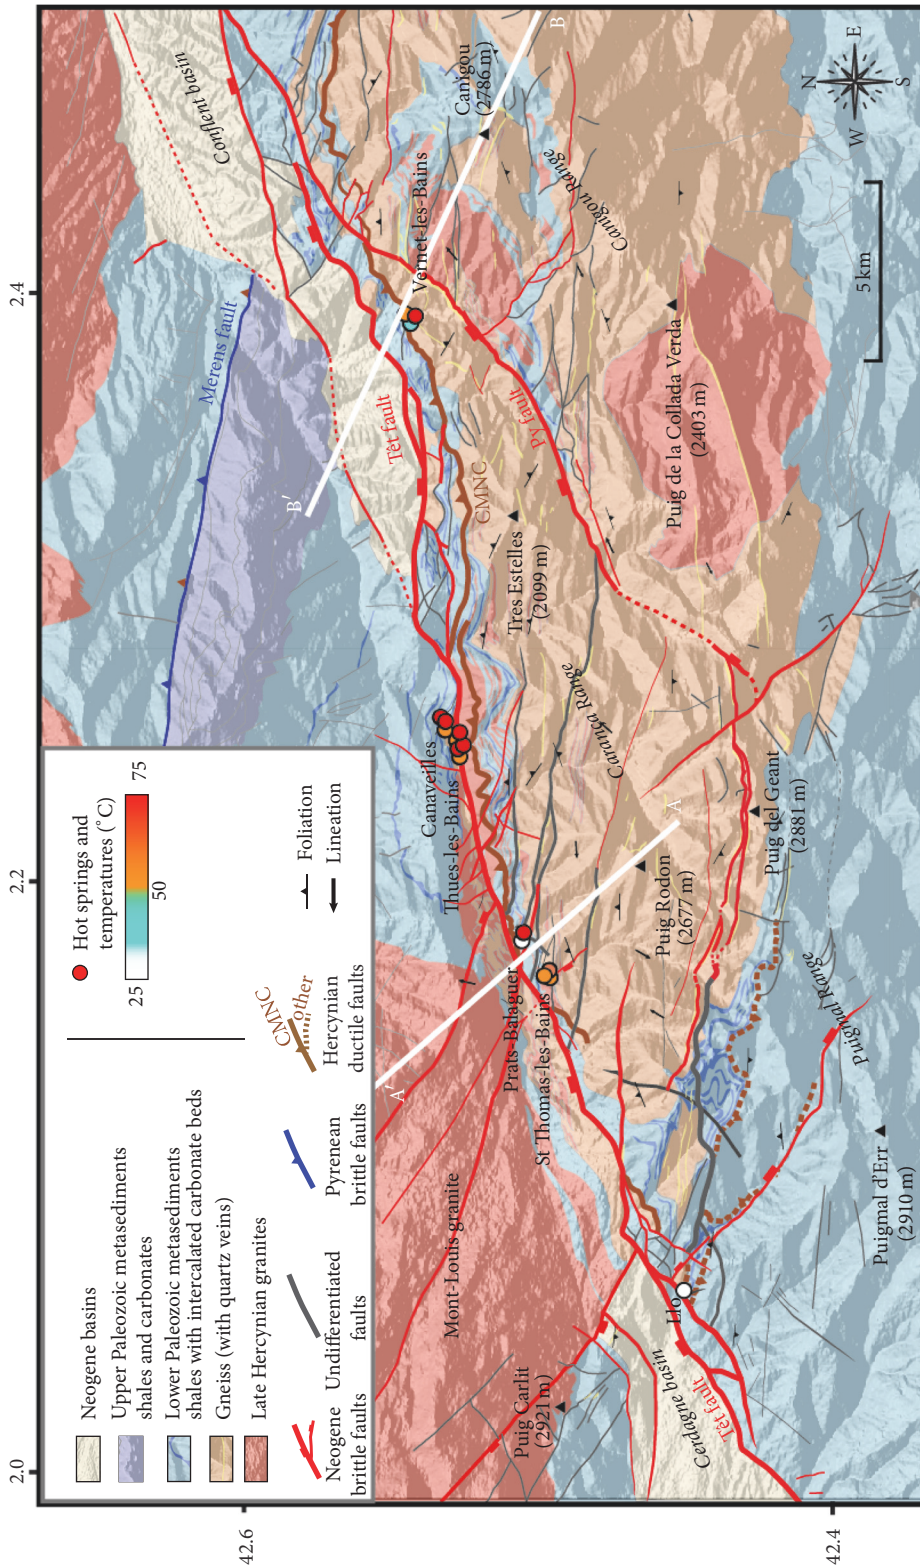 Neogene basins
Upper Paleozoic metasediments
shales and carbonates
Lower Paleozoic metasediments
shales with intercalated carbonate beds
Gneiss (with quartz veins)
Late Hercynian granites
Hot springs and
temperatures (°C)
25
50
75
Neogene
brittle faults
Undifferentiated
faults
Pyrenean
brittle faults
CMNC
other
Hercynian
ductile faults
Foliation
Lineation
Merens fault
Conflent basin
B′
Têt fault
CMNC
Vernet-les-Bains
Canigou
(2786 m)
B
Py fault
Canigou Range
Tres Estelles
(2099 m)
Canaveilles
Thues-les-Bains
Carança Range
Puig de la Collada Verda
(2403 m)
A′
Mont-Louis granite
Prats-Balaguer
St Thomas-les-Bains
A
Puig Rodon
(2677 m)
Puig del Geant
(2881 m)
Puig Carlit
(2921 m)
Llo
Cerdagne basin
Têt fault
Puigmal Range
Puigmal d'Err
(2910 m)
5 km
N
E
S
W
42.6
42.4
2.0
2.2
2.4